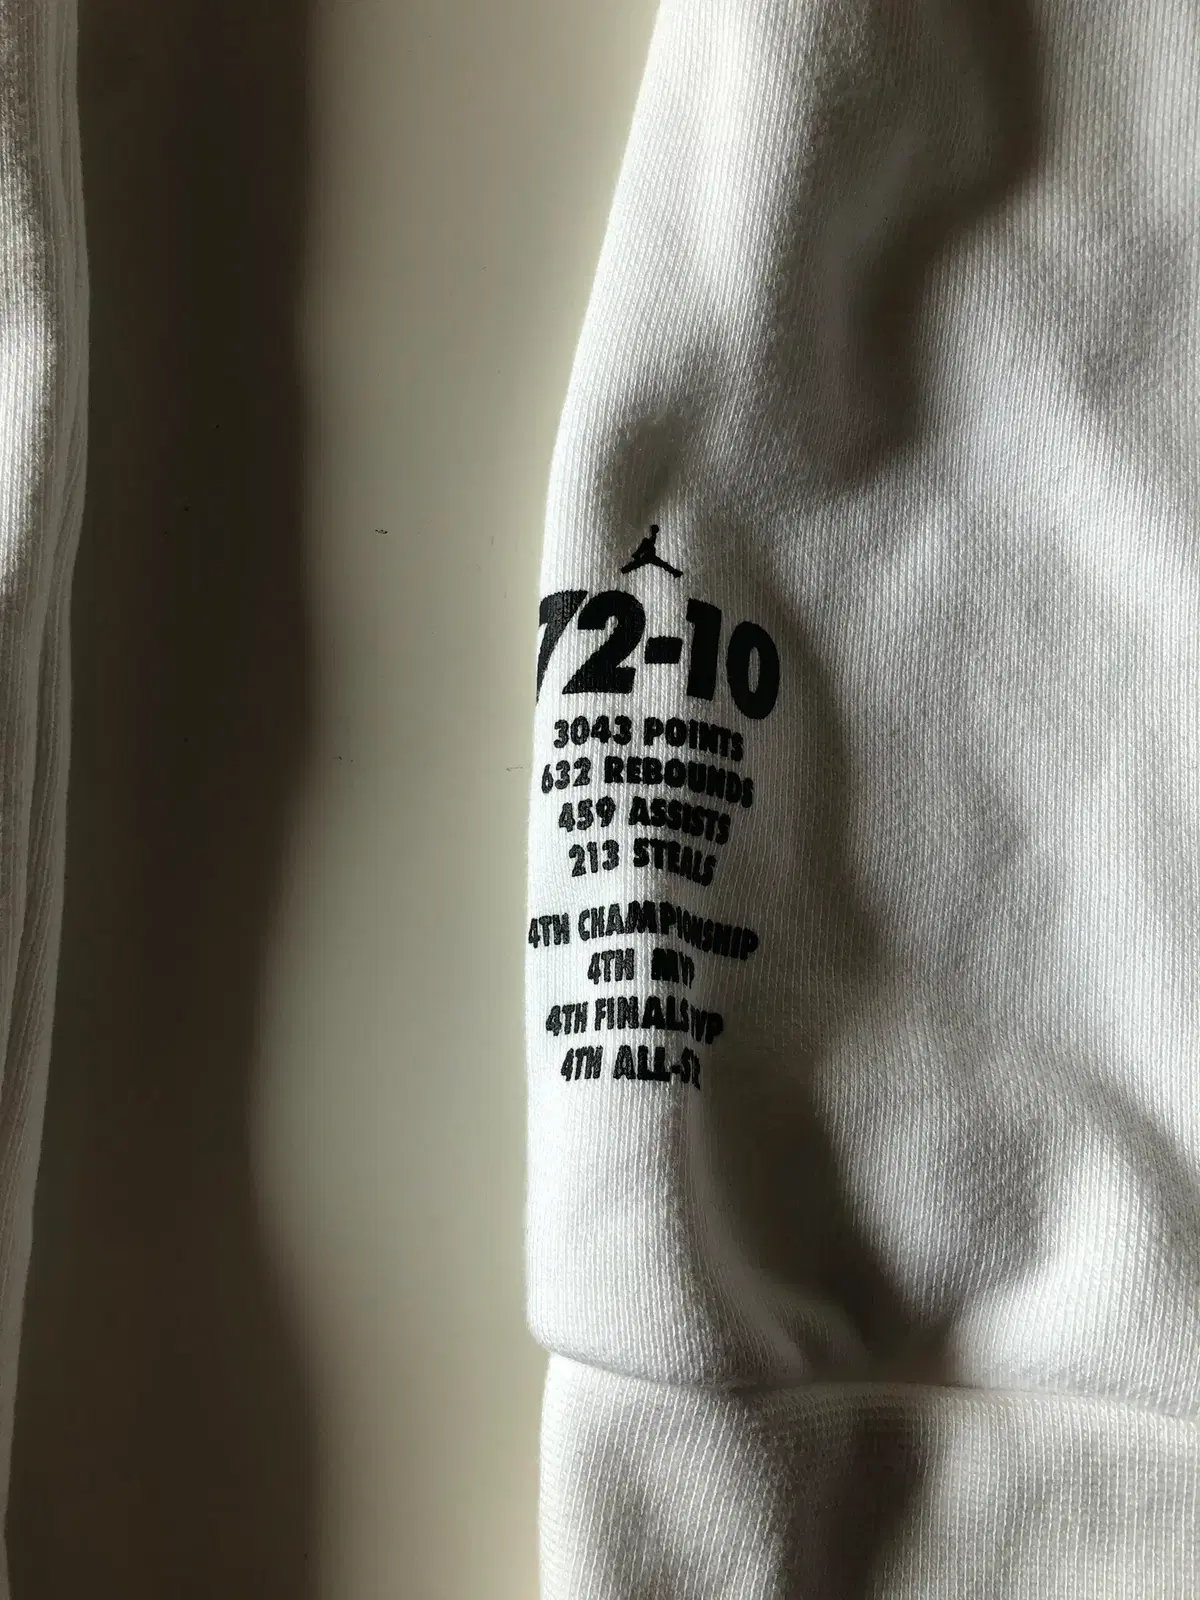 72-10
3043 POINTS
632 REBOUNDS
459 ASSISTS
213 STEALS
4TH CHAMPIONSHIP
4TH MVP
4TH FINALS
4TH